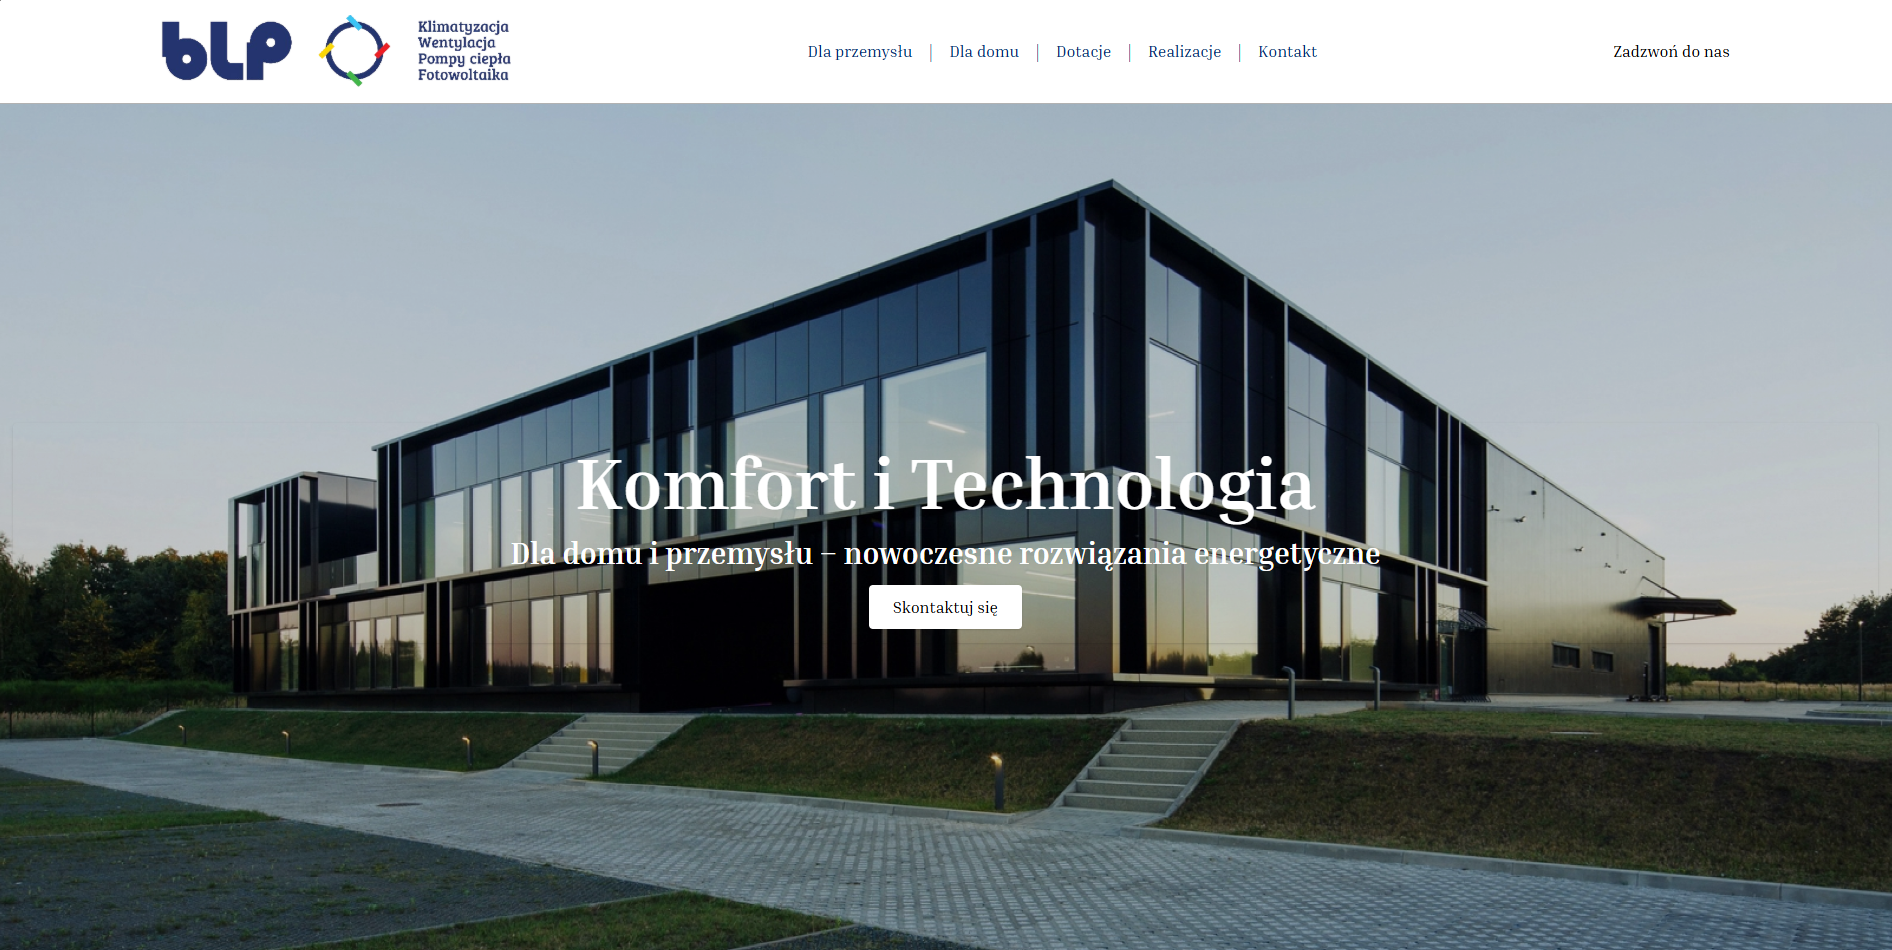 bLp
Klimatyzacja
Wentylacja
Pompy ciepła
Fotowoltaika
Dla przemysłu | Dla domu | Dotacje | Realizacje | Kontakt
Zadzwoń do nas
Komfort i Technologia
Dla domu i przemysłu – nowoczesne rozwiązania energetyczne
Skontaktuj się